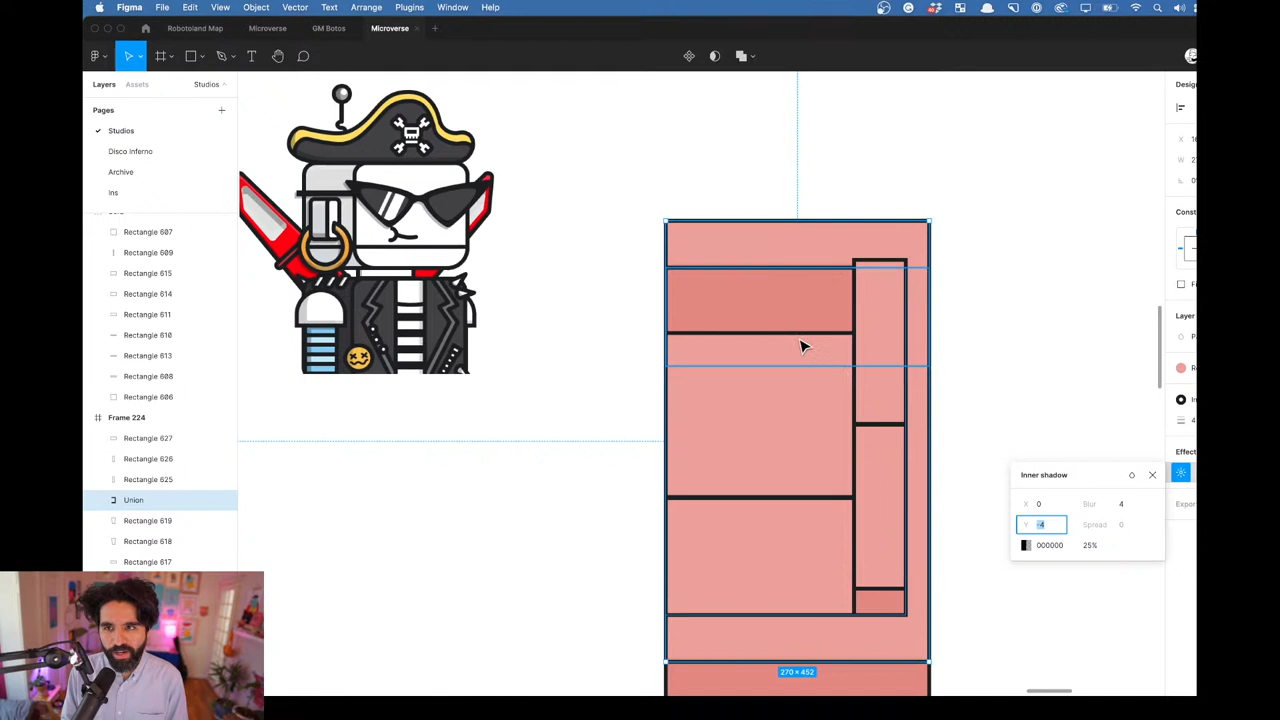 Figma File Edit View Object Vector Text Arrange Plugins Window Help
Robotoland Map Microverse GM Botos Microverse
Layers Assets Studios
Pages
Studios
Disco Inferno
Archive
Ins
Rectangle 607
Rectangle 609
Rectangle 615
Rectangle 614
Rectangle 611
Rectangle 610
Rectangle 613
Rectangle 608
Rectangle 606
Frame 224
Rectangle 627
Rectangle 626
Rectangle 625
Union
Rectangle 619
Rectangle 618
Rectangle 617
270 × 452
Inner shadow
X 0 Blur 4
Y -4 Spread 0
000000 25%
X
W
Layer
Effect